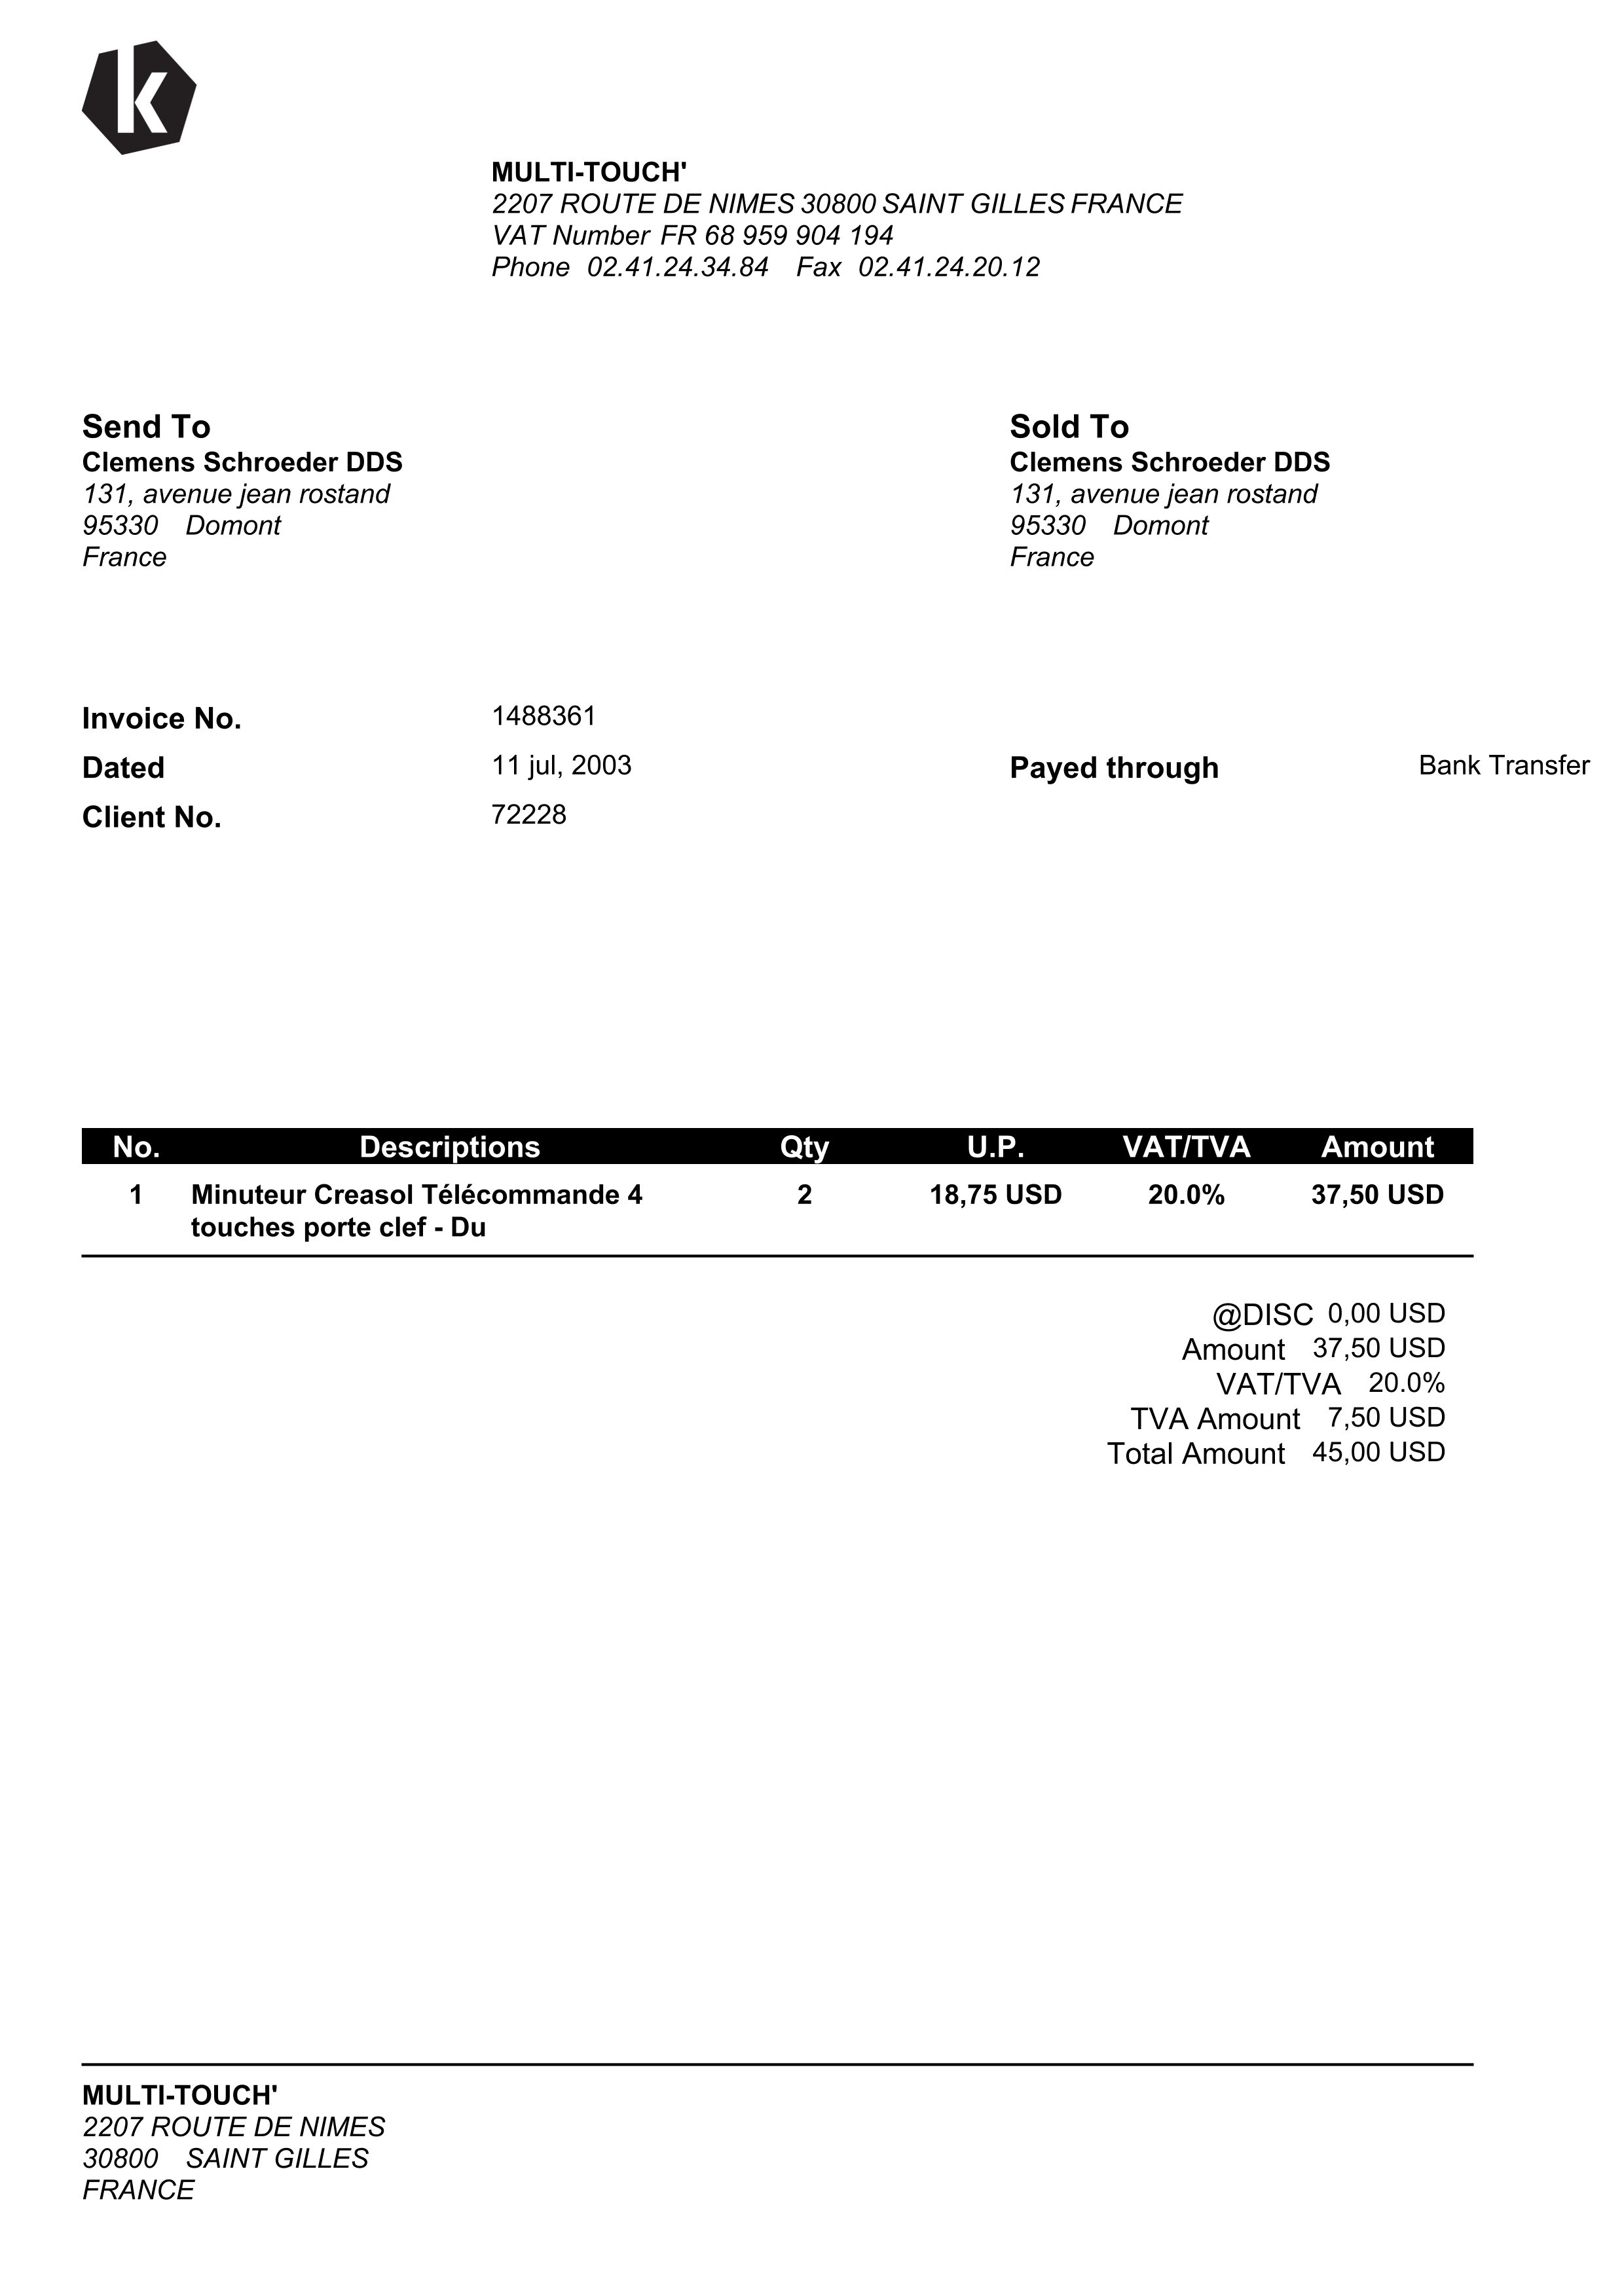 k
MULTI-TOUCH'
2207 ROUTE DE NIMES 30800 SAINT GILLES FRANCE
VAT Number FR 68 959 904 194
Phone 02.41.24.34.84 Fax 02.41.24.20.12
Send To
Clemens Schroeder DDS
131, avenue jean rostand
95330 Domont
France
Sold To
Clemens Schroeder DDS
131, avenue jean rostand
95330 Domont
France
Invoice No. 1488361
Dated 11 jul, 2003 Payed through Bank Transfer
Client No. 72228
No. Descriptions Qty U.P. VAT/TVA Amount
1 Minuteur Creasol Télécommande 4 2 18,75 USD 20.0% 37,50 USD
touches porte clef - Du
@DISC 0,00 USD
Amount 37,50 USD
VAT/TVA 20.0%
TVA Amount 7,50 USD
Total Amount 45,00 USD
MULTI-TOUCH'
2207 ROUTE DE NIMES
30800 SAINT GILLES
FRANCE